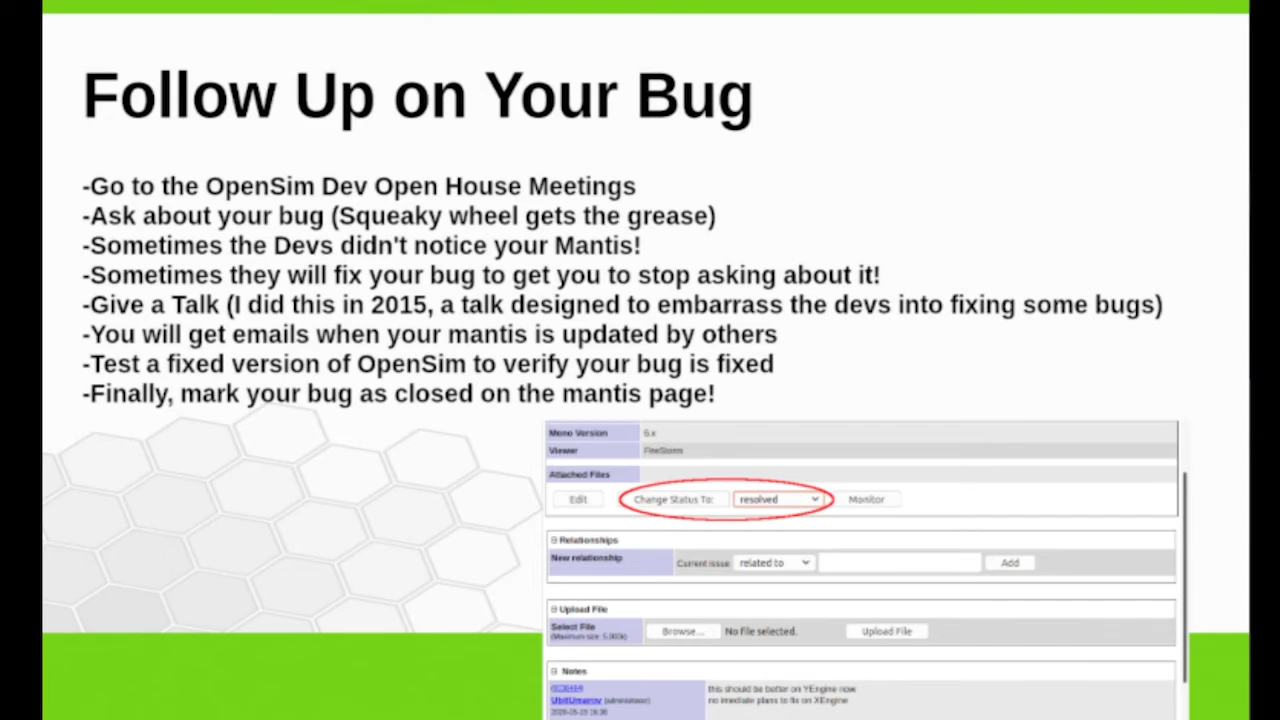 Follow Up on Your Bug
-Go to the OpenSim Dev Open House Meetings
-Ask about your bug (Squeaky wheel gets the grease)
-Sometimes the Devs didn't notice your Mantis!
-Sometimes they will fix your bug to get you to stop asking about it!
-Give a Talk (I did this in 2015, a talk designed to embarrass the devs into fixing some bugs)
-You will get emails when your mantis is updated by others
-Test a fixed version of OpenSim to verify your bug is fixed
-Finally, mark your bug as closed on the mantis page!
Mono Version 6.x
Viewer FireStorm
Attached Files
Edit Change Status To: resolved Monitor
Relationships
New relationship Current issue related to Add
Upload File
Select File
(Maximum size: 5,000k) Browse... No file selected. Upload File
Notes
this should be better on YEngine now
UbitUmarov (administrator) no imediate plans to fix on XEngine